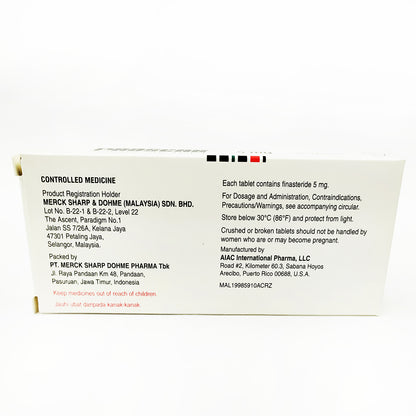 CONTROLLED MEDICINE
Product Registration Holder
MERCK SHARP & DOHME (MALAYSIA) SDN. BHD.
Lot No. B-22-1 & B-22-2, Level 22
The Ascent, Paradigm No.1
Jalan SS 7/26A, Kelana Jaya
47301 Petaling Jaya,
Selangor, Malaysia.
Packed by
PT. MERCK SHARP DOHME PHARMA Tbk
Jl. Raya Pandaan Km 48, Pandaan,
Pasuruan, Jawa Timur, Indonesia
Keep medicines out of reach of children.
Jauhi ubat daripada kanak kanak.
Each tablet contains finasteride 5 mg.
For Dosage and Administration, Contraindications,
Precautions/Warnings, see accompanying circular.
Store below 30°C (86°F) and protect from light.
Crushed or broken tablets should not be handled by
women who are or may become pregnant.
Manufactured by
AIAC International Pharma, LLC
Road #2, Kilometer 60.3, Sabana Hoyos
Arecibo, Puerto Rico 00688, U.S.A.
MAL19985910ACRZ